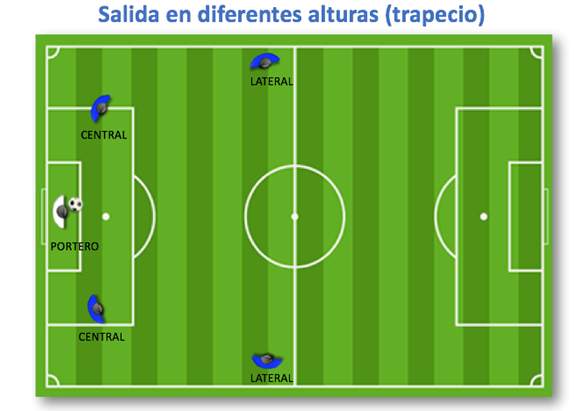 Salida en diferentes alturas (trapecio)
LATERAL
CENTRAL
PORTERO
CENTRAL
LATERAL